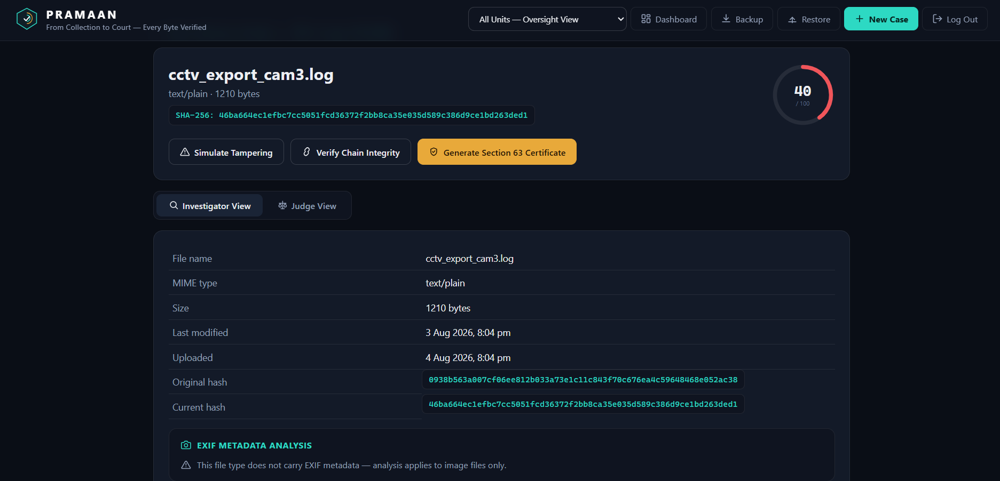 PRAMAAN
From Collection to Court — Every Byte Verified
All Units — Oversight View
Dashboard
Backup
Restore
+ New Case
Log Out
cctv_export_cam3.log
text/plain · 1210 bytes
SHA-256: 46ba664ec1efbc7cc5051fcd36372f2bb8ca35e035d589c386d9ce1bd263ded1
40
/ 100
Simulate Tampering
Verify Chain Integrity
Generate Section 63 Certificate
Investigator View
Judge View
File name cctv_export_cam3.log
MIME type text/plain
Size 1210 bytes
Last modified 3 Aug 2026, 8:04 pm
Uploaded 4 Aug 2026, 8:04 pm
Original hash 0938b563a007cf06ee812b033a73e1c11c843f70c676ea4c59648468e052ac38
Current hash 46ba664ec1efbc7cc5051fcd36372f2bb8ca35e035d589c386d9ce1bd263ded1
EXIF METADATA ANALYSIS
This file type does not carry EXIF metadata — analysis applies to image files only.